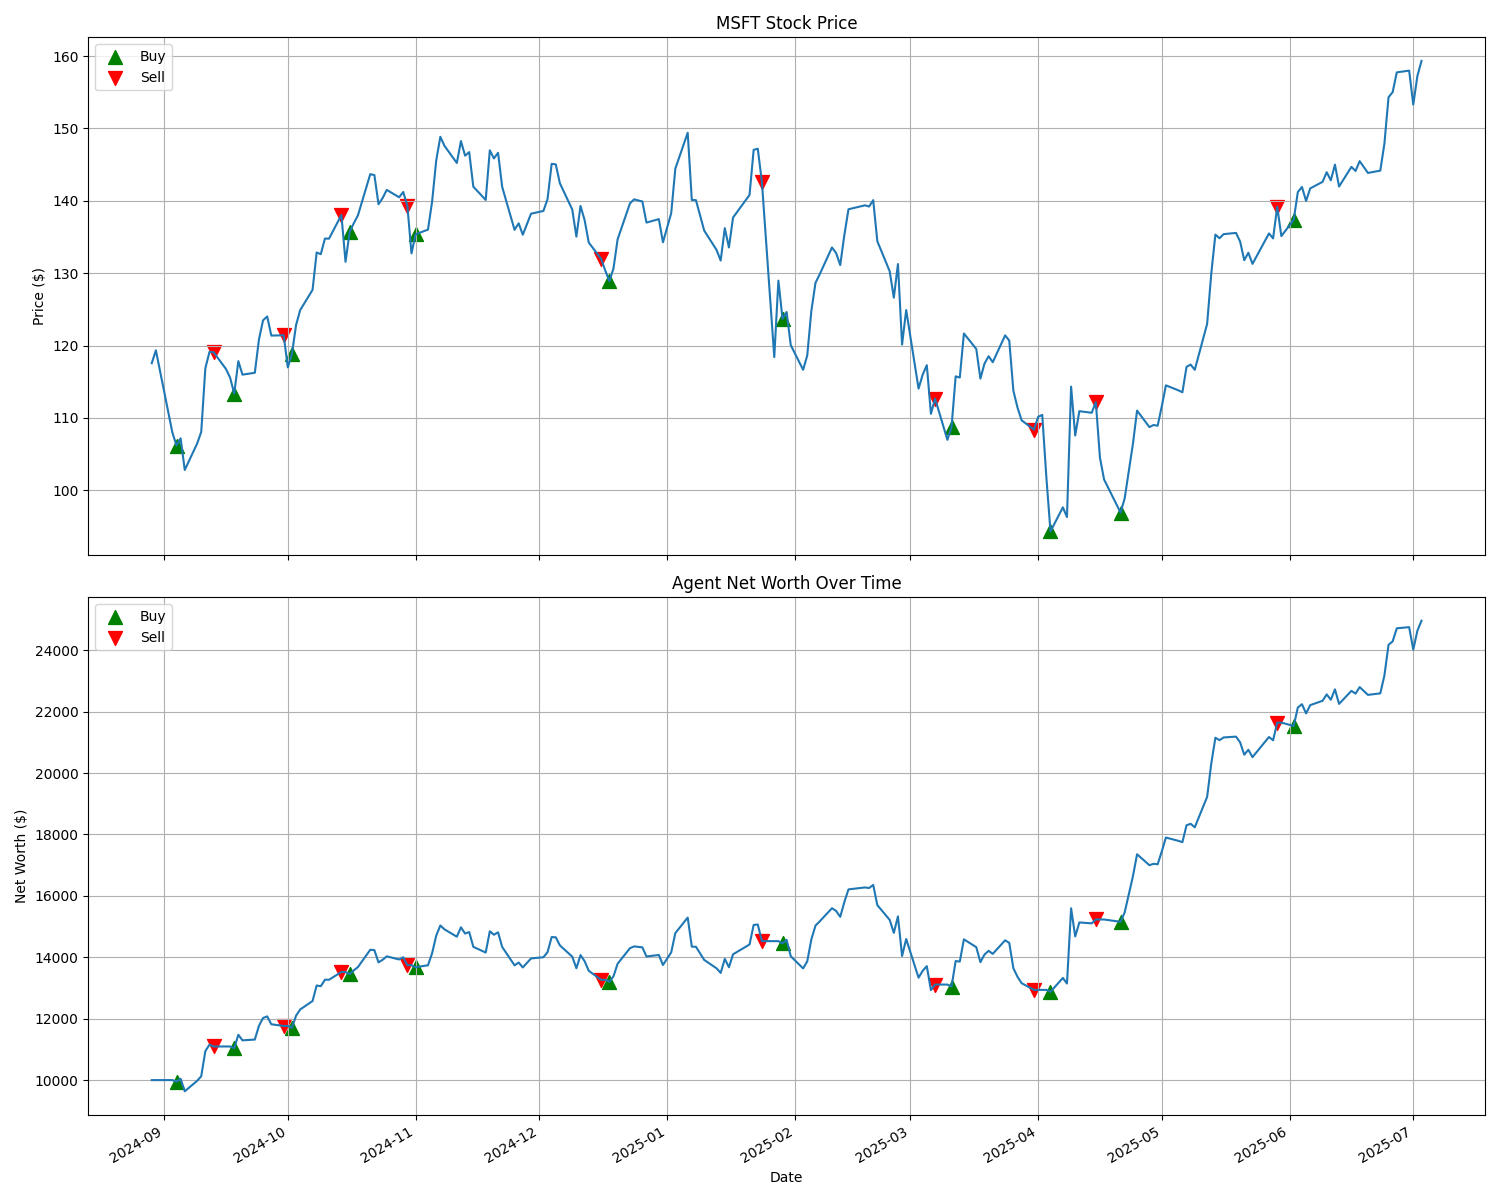 MSFT Stock Price
Buy
Sell
160
150
140
130
120
110
100
Price ($)
Agent Net Worth Over Time
Buy
Sell
24000
22000
20000
18000
16000
14000
12000
10000
Net Worth ($)
2024-09
2024-10
2024-11
2024-12
2025-01
2025-02
2025-03
2025-04
2025-05
2025-06
2025-07
Date